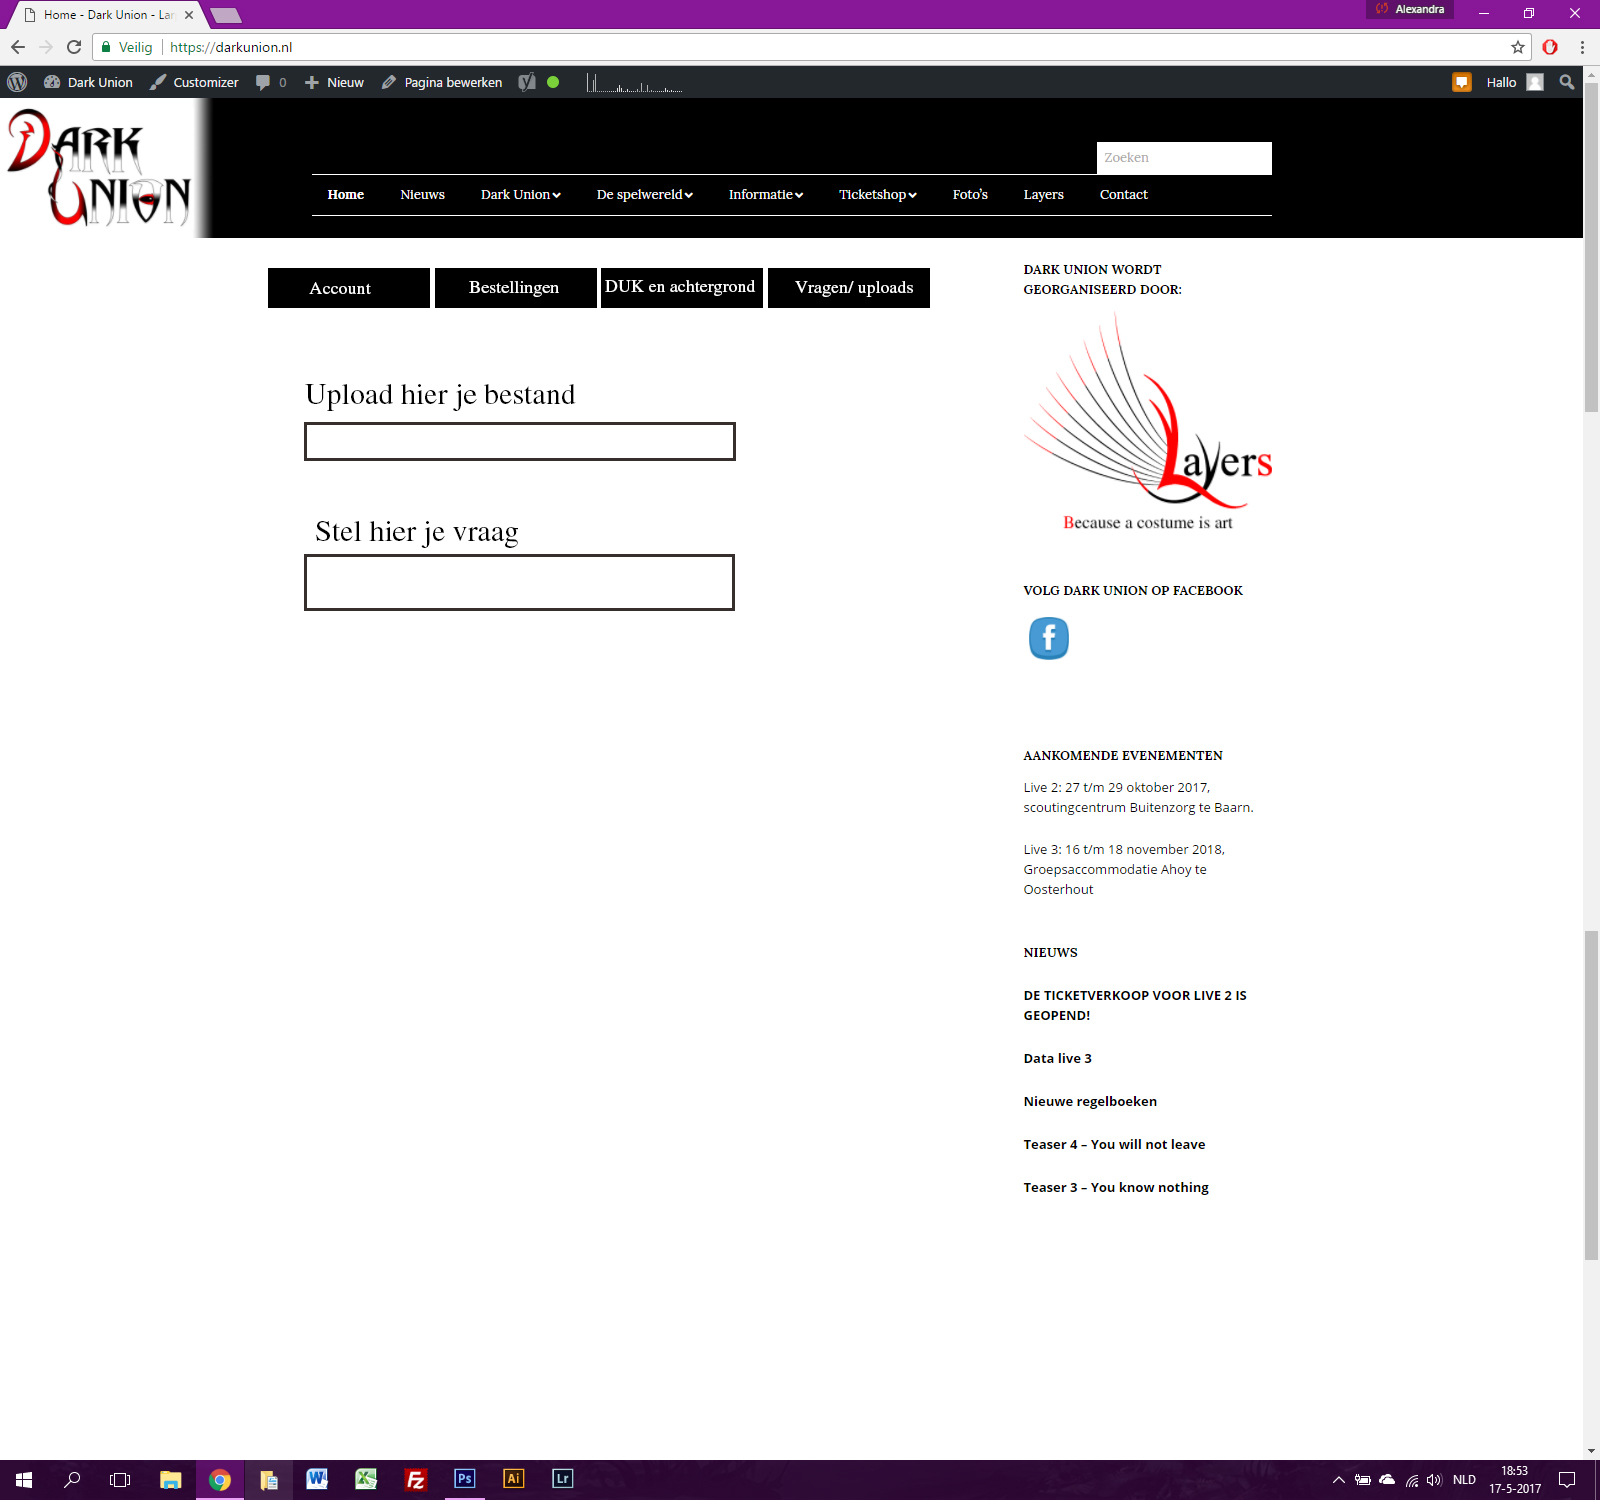 Home - Dark Union - Lar
Alexandra
Veilig
https://darkunion.nl
Dark Union
Customizer
0
Nieuw
Pagina bewerken
Hallo
DARK UNION
Zoeken
Home
Nieuws
Dark Union
De spelwereld
Informatie
Ticketshop
Foto's
Layers
Contact
Account
Bestellingen
DUK en achtergrond
Vragen/ uploads
Upload hier je bestand
Stel hier je vraag
DARK UNION WORDT
GEORGANISEERD DOOR:
Layers
Because a costume is art
VOLG DARK UNION OP FACEBOOK
f
AANKOMENDE EVENEMENTEN
Live 2: 27 t/m 29 oktober 2017,
scoutingcentrum Buitenzorg te Baarn.
Live 3: 16 t/m 18 november 2018,
Groepsaccommodatie Ahoy te
Oosterhout
NIEUWS
DE TICKETVERKOOP VOOR LIVE 2 IS
GEOPEND!
Data live 3
Nieuwe regelboeken
Teaser 4 – You will not leave
Teaser 3 – You know nothing
Ps
Ai
Lr
NLD
18:53
17-5-2017